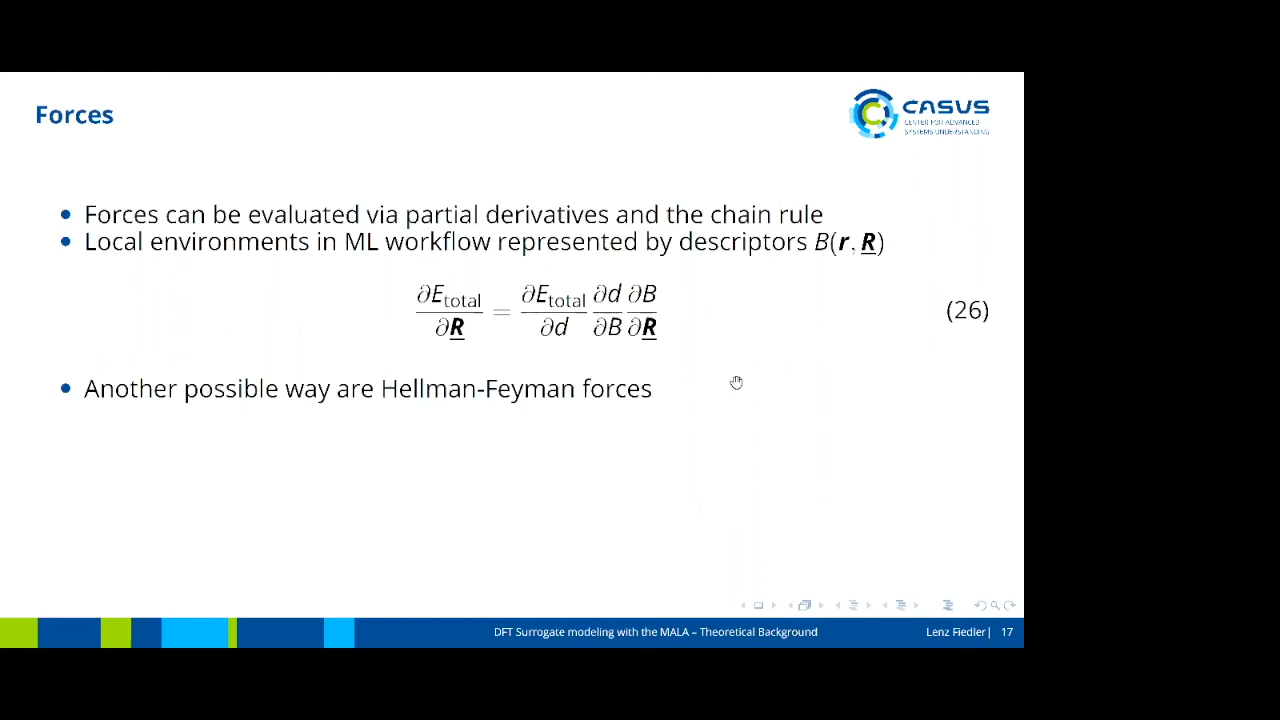 Forces
CASUS
CENTER FOR ADVANCED
SYSTEMS UNDERSTANDING
• Forces can be evaluated via partial derivatives and the chain rule
• Local environments in ML workflow represented by descriptors B(r, R)
∂E_total/∂R = ∂E_total/∂d ∂d/∂B ∂B/∂R (26)
• Another possible way are Hellman-Feyman forces
DFT Surrogate modeling with the MALA – Theoretical Background
Lenz Fiedler| 17